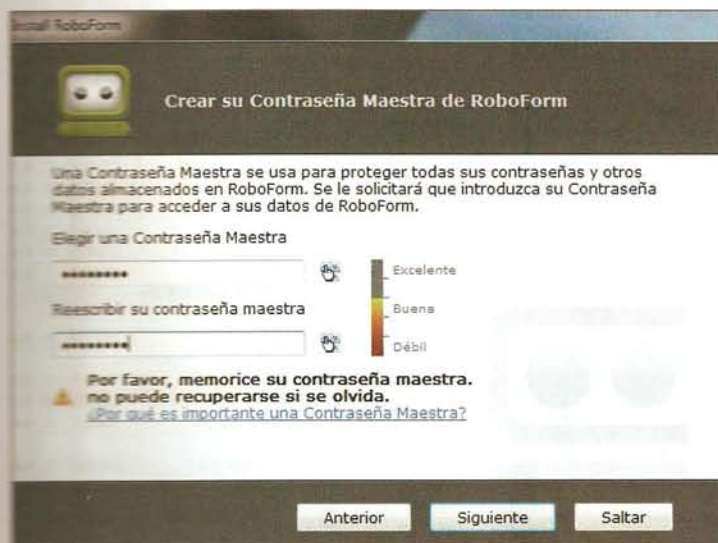 Install RoboForm
Crear su Contraseña Maestra de RoboForm
Una Contraseña Maestra se usa para proteger todas sus contraseñas y otros
datos almacenados en RoboForm. Se le solicitará que introduzca su Contraseña
Maestra para acceder a sus datos de RoboForm.
Elegir una Contraseña Maestra
••••••••
Excelente
Reescribir su contraseña maestra
Buena
••••••••
Débil
Por favor, memorice su contraseña maestra.
no puede recuperarse si se olvida.
¿Por qué es importante una Contraseña Maestra?
Anterior
Siguiente
Saltar